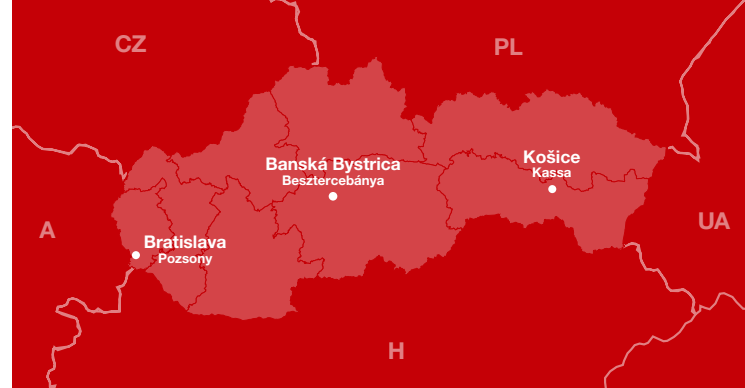 CZ
PL
Banská Bystrica
Besztercebánya
Košice
Kassa
A
UA
Bratislava
Pozsony
H